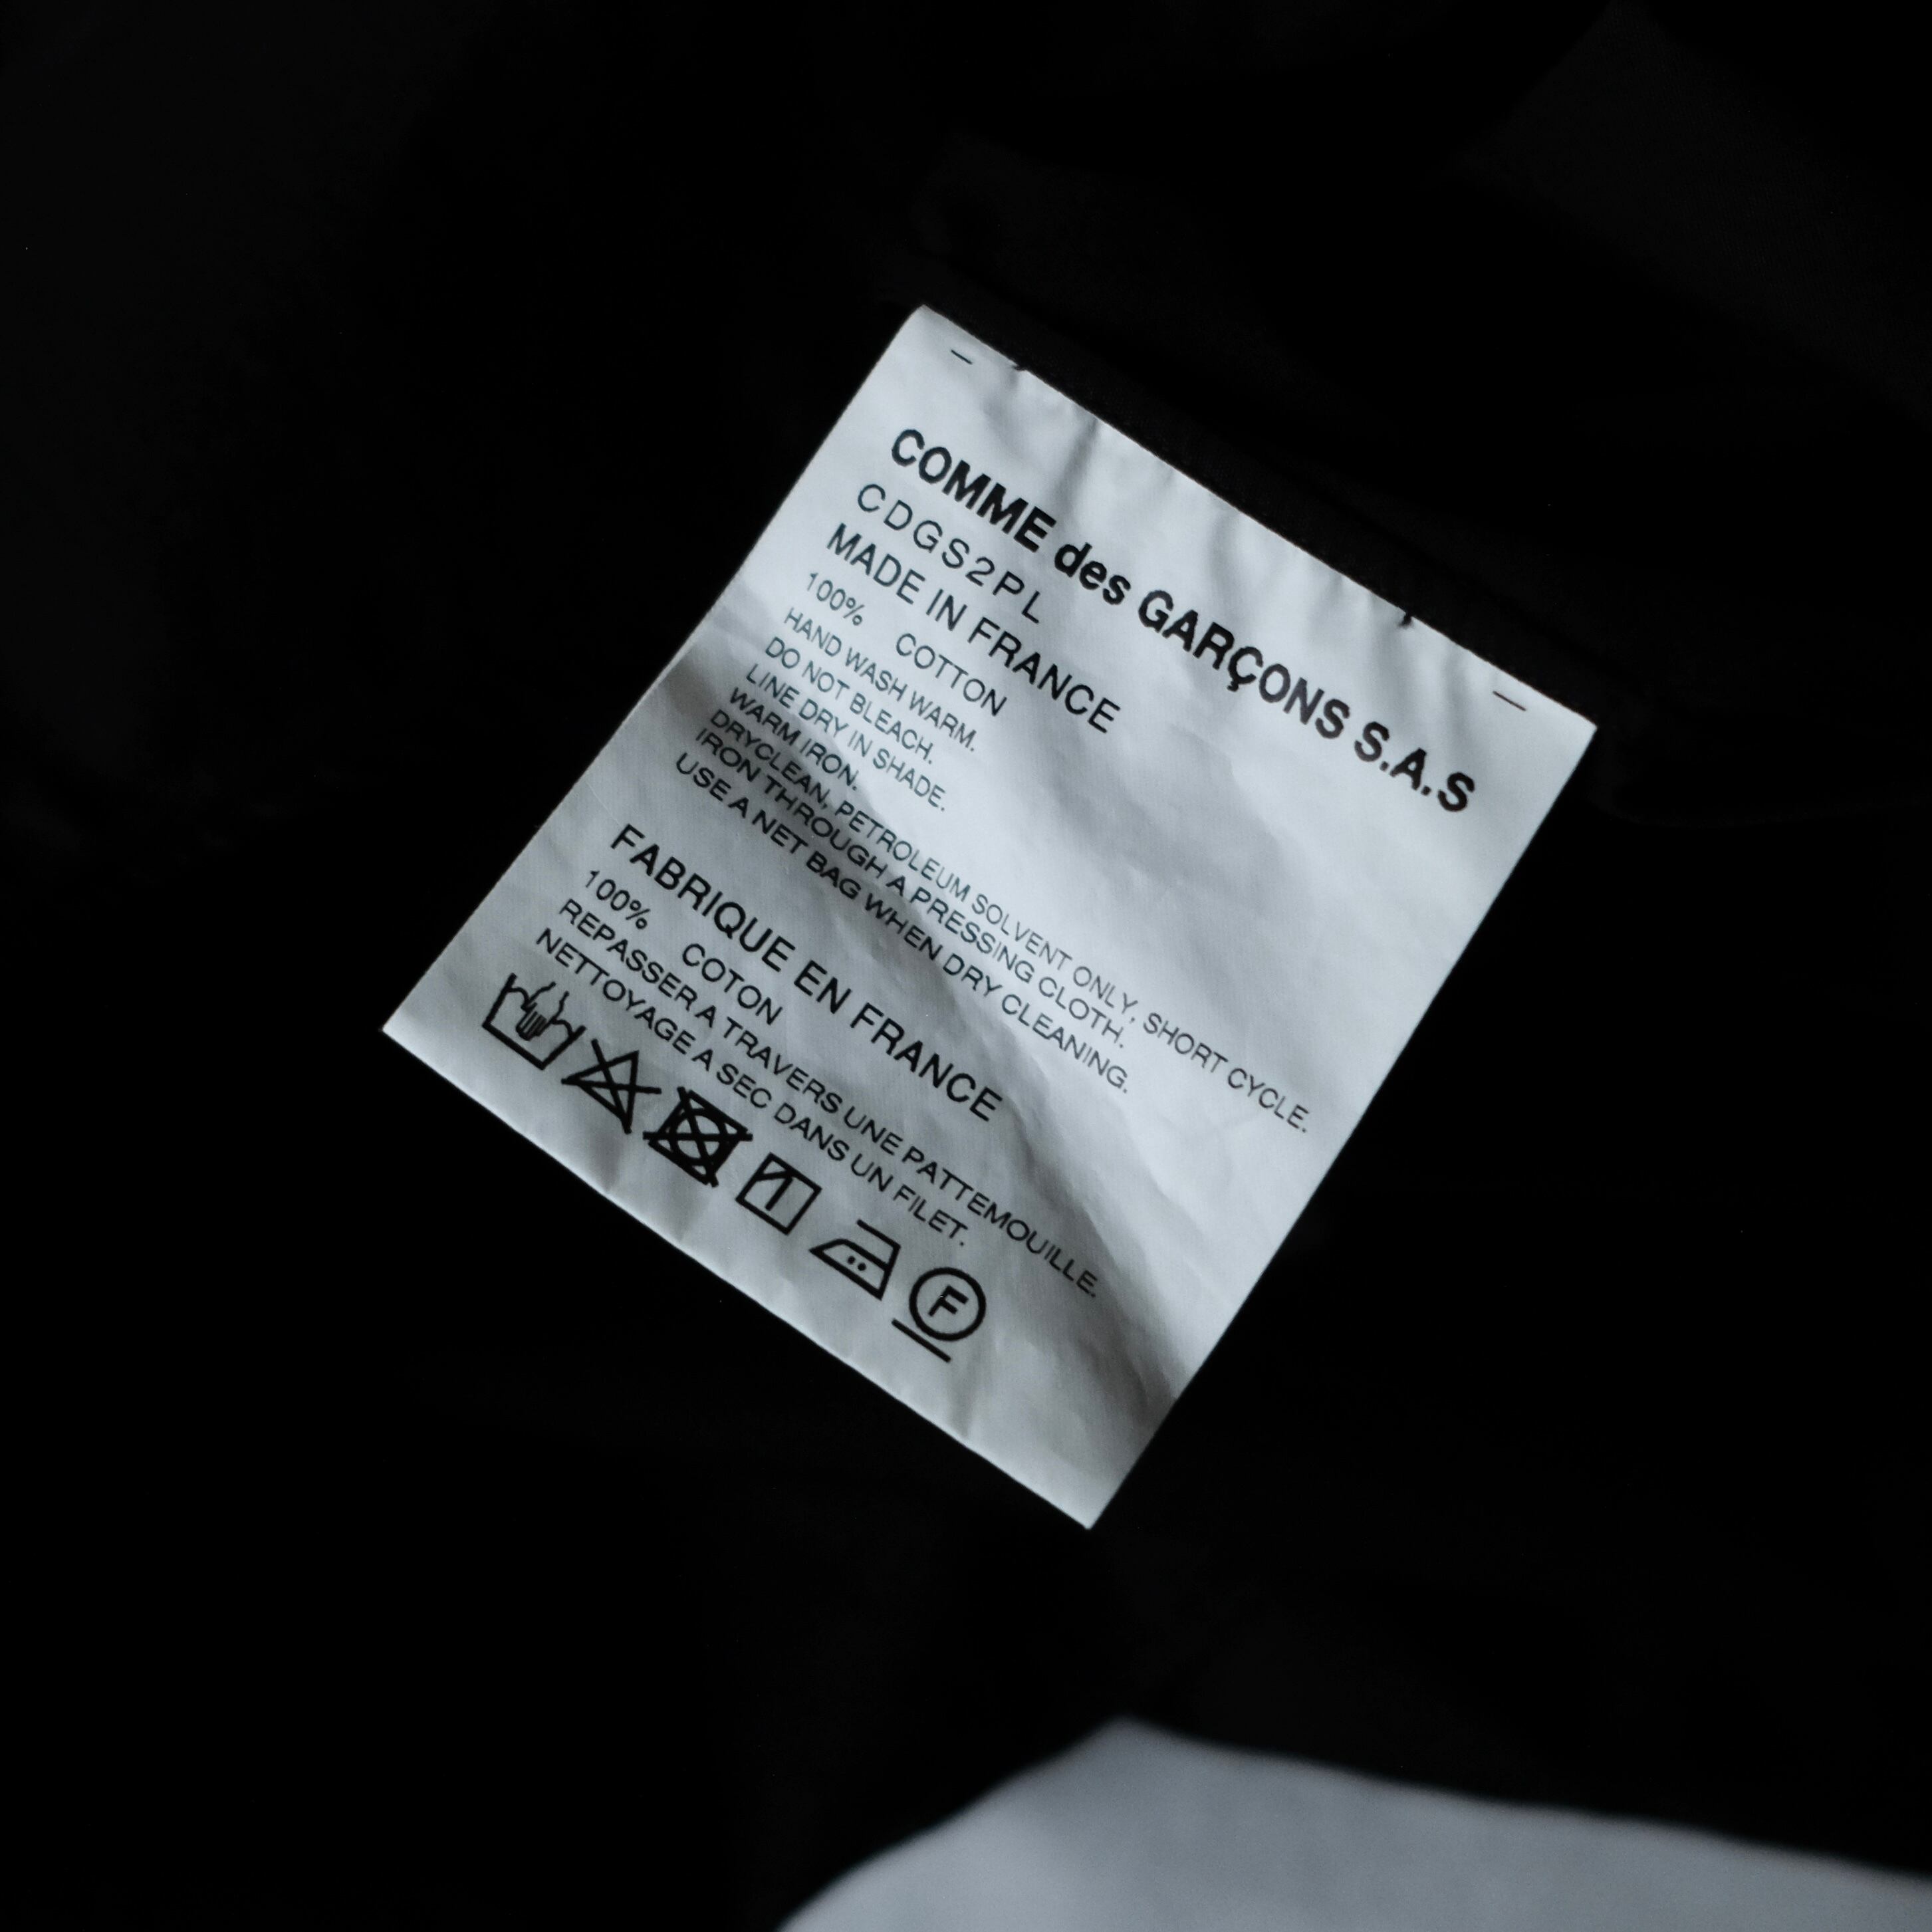 COMME des GARÇONS S.A.S
CDGS2PL
MADE IN FRANCE
100% COTTON
HAND WASH WARM.
DO NOT BLEACH.
LINE DRY IN SHADE.
WARM IRON.
DRYCLEAN, PETROLEUM SOLVENT ONLY, SHORT CYCLE.
IRON THROUGH A PRESSING CLOTH.
USE A NET BAG WHEN DRY CLEANING.
FABRIQUE EN FRANCE
100% COTON
REPASSER A TRAVERS UNE PATTEMOUILLE.
NETTOYAGE A SEC DANS UN FILET.
F